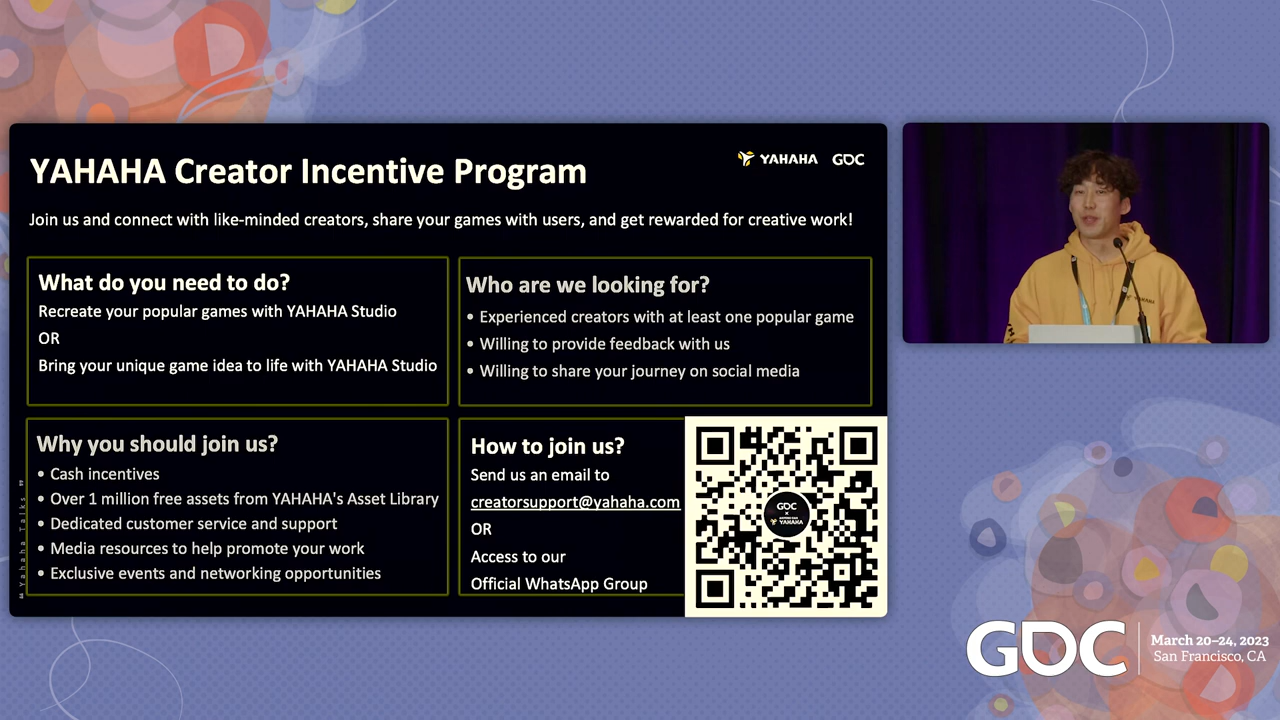 YAHAHA Creator Incentive Program
YAHAHA GDC
Join us and connect with like-minded creators, share your games with users, and get rewarded for creative work!
What do you need to do?
Recreate your popular games with YAHAHA Studio
OR
Bring your unique game idea to life with YAHAHA Studio
Who are we looking for?
• Experienced creators with at least one popular game
• Willing to provide feedback with us
• Willing to share your journey on social media
Why you should join us?
• Cash incentives
• Over 1 million free assets from YAHAHA's Asset Library
• Dedicated customer service and support
• Media resources to help promote your work
• Exclusive events and networking opportunities
How to join us?
Send us an email to
creatorsupport@yahaha.com
OR
Access to our
Official WhatsApp Group
GDC
YAHAHA
"Yahaha Talks"
YAHAHA
GDC
March 20–24, 2023
San Francisco, CA